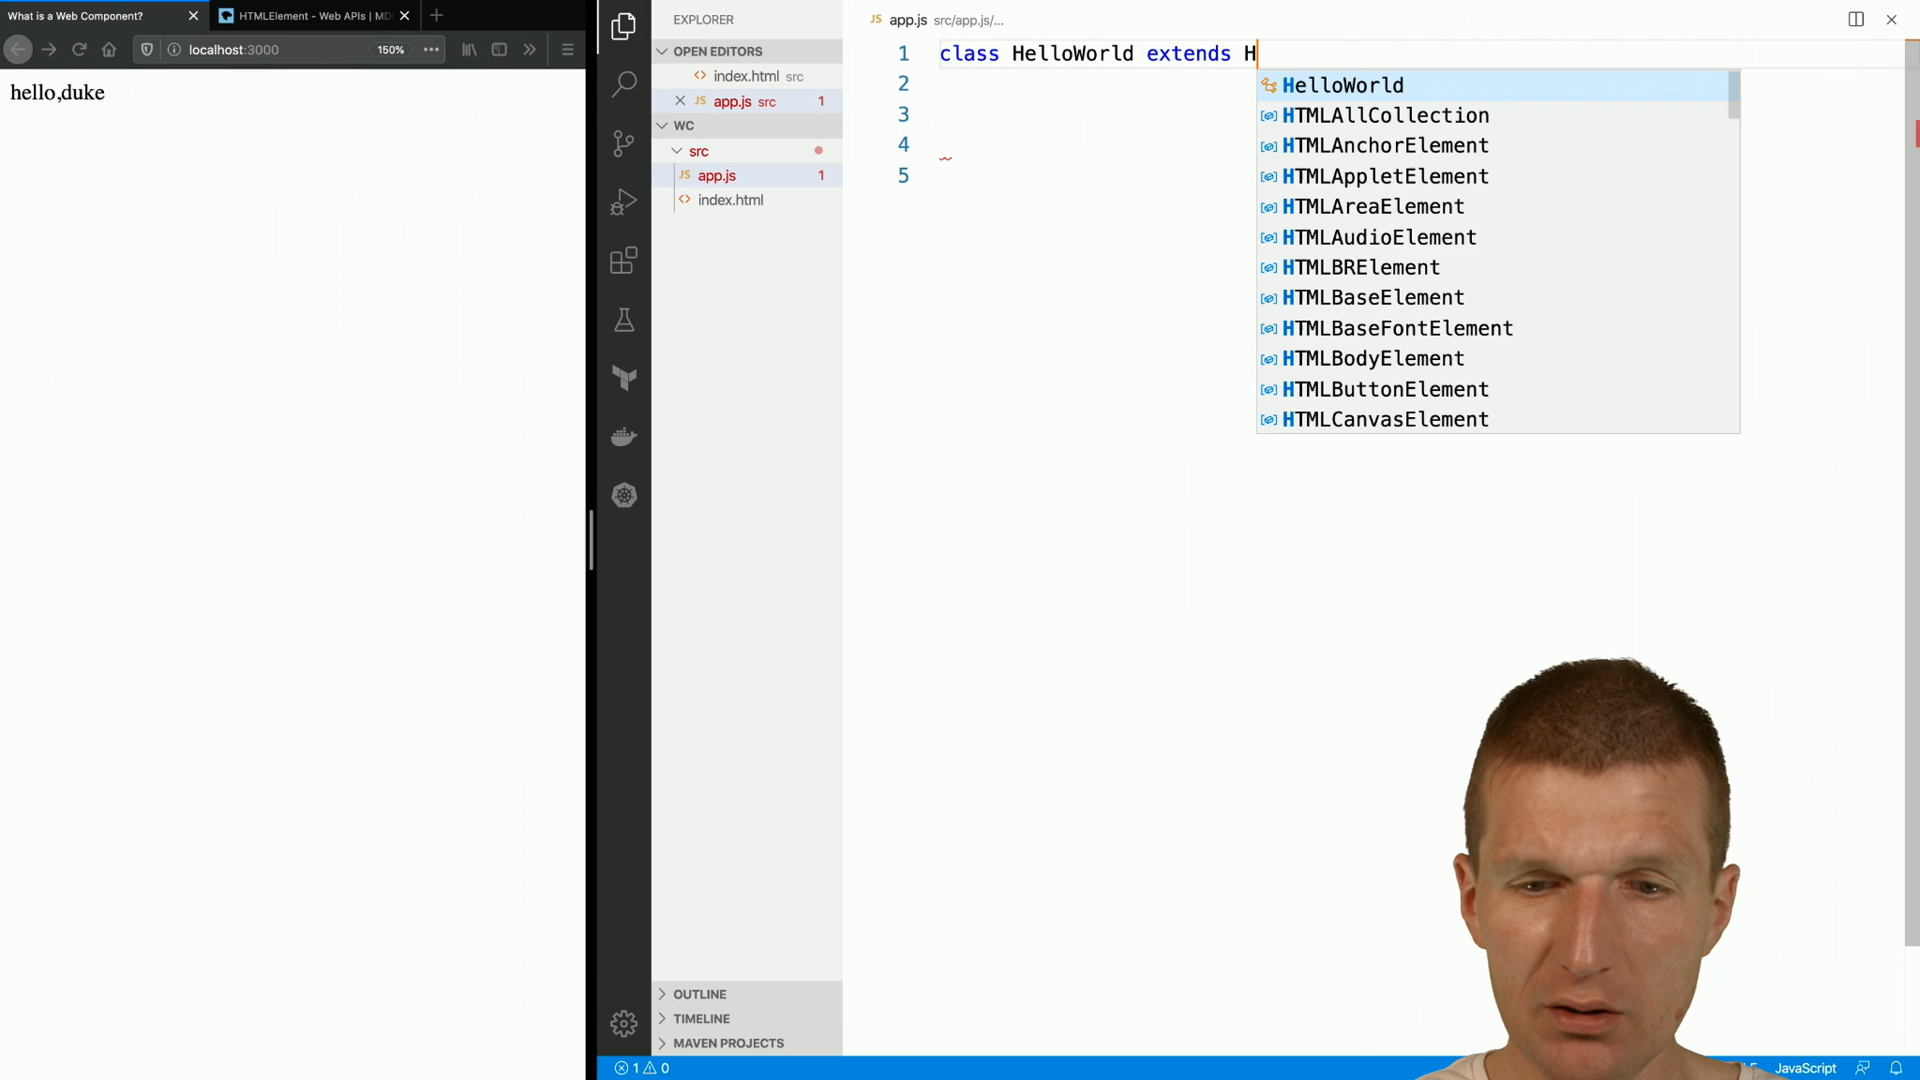 What is a Web Component?
HTMLElement - Web APIs | MD
localhost:3000
150%
hello,duke
EXPLORER
OPEN EDITORS
index.html src
app.js src 1
WC
src
app.js 1
index.html
OUTLINE
TIMELINE
MAVEN PROJECTS
JS app.js src/app.js/...
1 class HelloWorld extends H
2
3
4
5
HelloWorld
HTMLAllCollection
HTMLAnchorElement
HTMLAppletElement
HTMLAreaElement
HTMLAudioElement
HTMLBRElement
HTMLBaseElement
HTMLBaseFontElement
HTMLBodyElement
HTMLButtonElement
HTMLCanvasElement
1 0
JavaScript